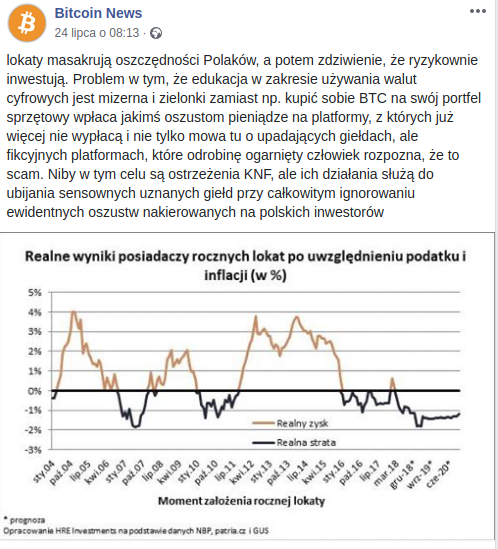 Bitcoin News
24 lipca o 08:13 ·
lokaty masakrują oszczędności Polaków, a potem zdziwienie, że ryzykownie
inwestują. Problem w tym, że edukacja w zakresie używania walut
cyfrowych jest mizerna i zielonki zamiast np. kupić sobie BTC na swój portfel
sprzętowy wpłaca jakimś oszustom pieniądze na platformy, z których już
więcej nie wypłacą i nie tylko mowa tu o upadających giełdach, ale
fikcyjnych platformach, które odrobinę ogarnięty człowiek rozpozna, że to
scam. Niby w tym celu są ostrzeżenia KNF, ale ich działania służą do
ubijania sensownych uznanych giełd przy całkowitym ignorowaniu
ewidentnych oszustw nakierowanych na polskich inwestorów
Realne wyniki posiadaczy rocznych lokat po uwzględnieniu podatku i
inflacji (w %)
5%
4%
3%
2%
1%
0%
-1%
-2%
-3%
Realny zysk
Realna strata
sty.04 paź.04 lip.05 kwi.06 sty.07 paź.07 lip.08 kwi.09 sty.10 paź.10 lip.11 kwi.12 sty.13 paź.13 lip.14 kwi.15 sty.16 paź.16 lip.17 mar.18 gru-18* wrz-19* cze-20*
Moment założenia rocznej lokaty
* prognoza
Opracowanie HRE Investments na podstawie danych NBP, patria.cz i GUS